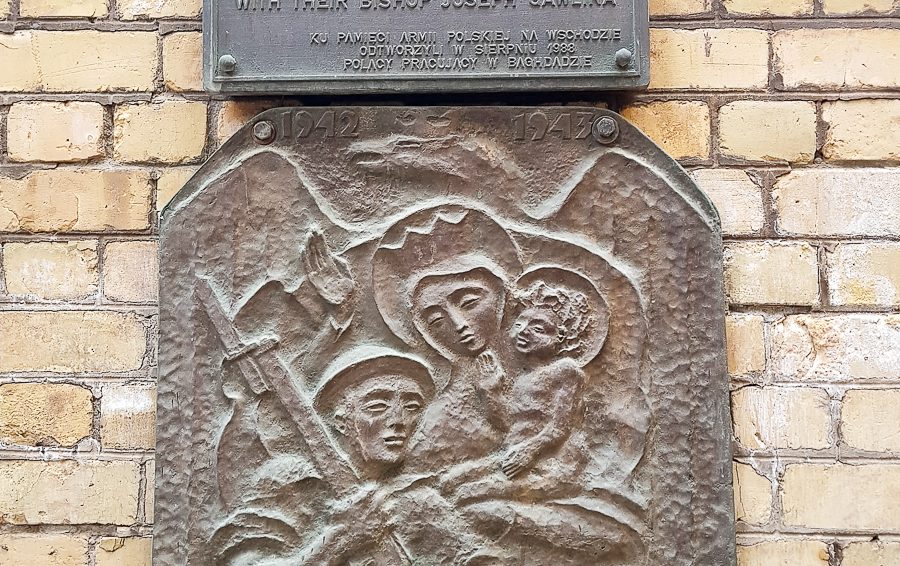 WITH THEIR BISHOP JOSEPH GAWLINA
KU PAMIECI ARMII POLSKIEJ NA WSCHODZIE
ODTWORZYLI W SIERPNIU 1988
POLACY PRACUJACY W BAGHDADZIE
1942 1943